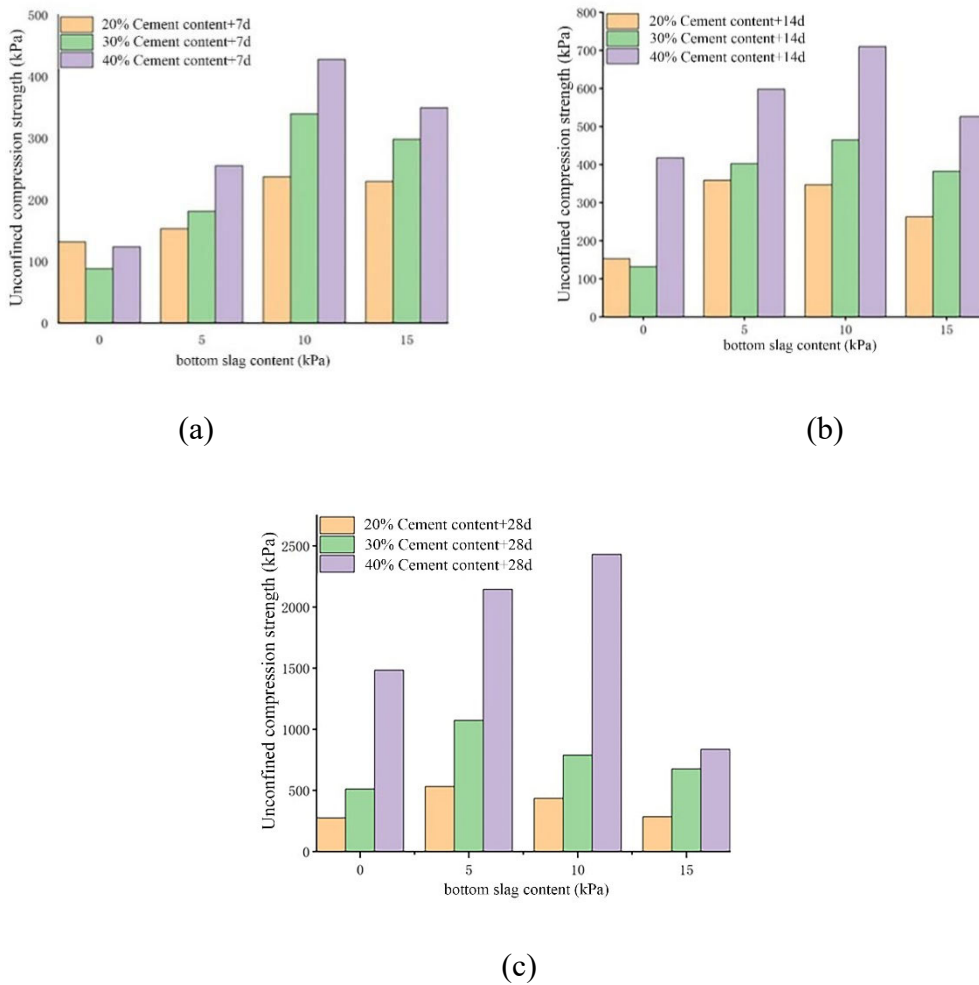 Unconfined compression strength (kPa)
500
400
300
200
100
0
20% Cement content+7d
30% Cement content+7d
40% Cement content+7d
0 5 10 15
bottom slag content (kPa)
(a)
Unconfined compression strength (kPa)
800
700
600
500
400
300
200
100
0
20% Cement content+14d
30% Cement content+14d
40% Cement content+14d
0 5 10 15
bottom slag content (kPa)
(b)
Unconfined compression strength (kPa)
2500
2000
1500
1000
500
0
20% Cement content+28d
30% Cement content+28d
40% Cement content+28d
0 5 10 15
bottom slag content (kPa)
(c)